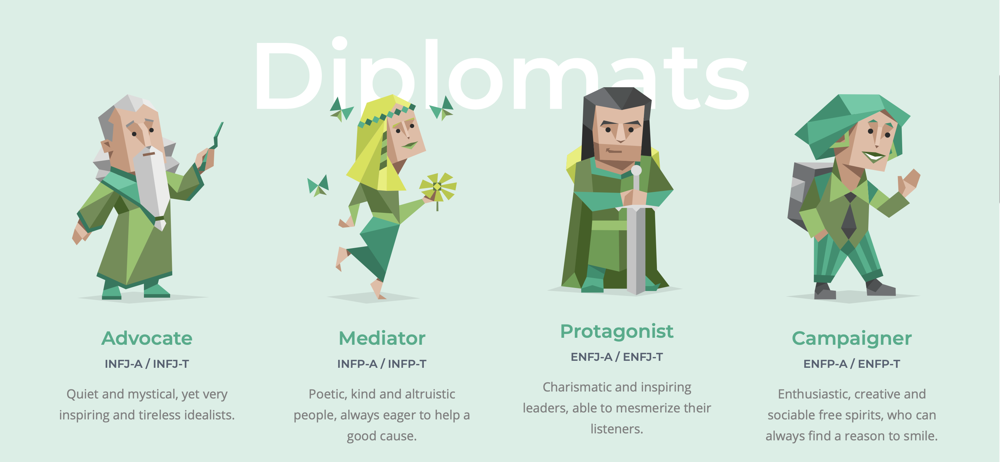 Diplomats
Advocate
INFJ-A / INFJ-T
Quiet and mystical, yet very
inspiring and tireless idealists.
Mediator
INFP-A / INFP-T
Poetic, kind and altruistic
people, always eager to help a
good cause.
Protagonist
ENFJ-A / ENFJ-T
Charismatic and inspiring
leaders, able to mesmerize their
listeners.
Campaigner
ENFP-A / ENFP-T
Enthusiastic, creative and
sociable free spirits, who can
always find a reason to smile.